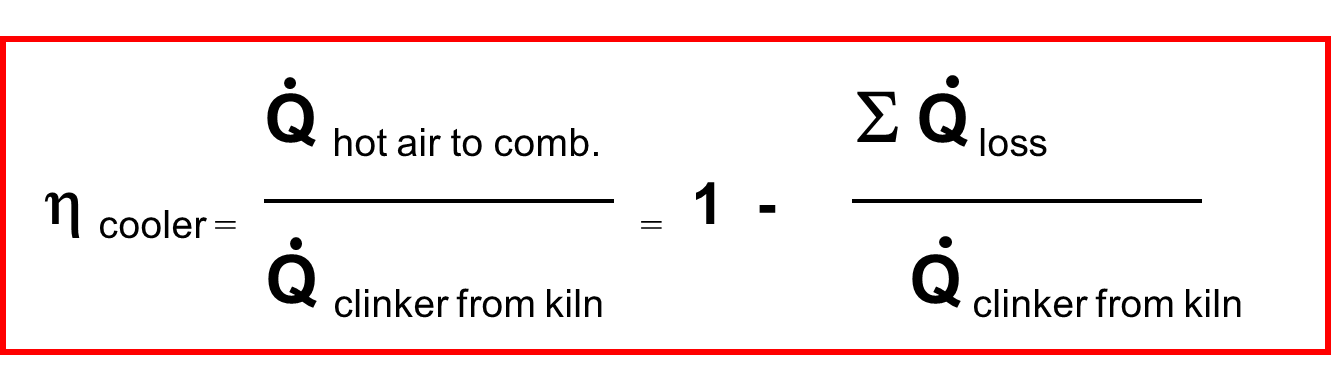 Q̇ hot air to comb.
Σ Q̇ loss
η cooler = = 1 -
Q̇ clinker from kiln
Q̇ clinker from kiln